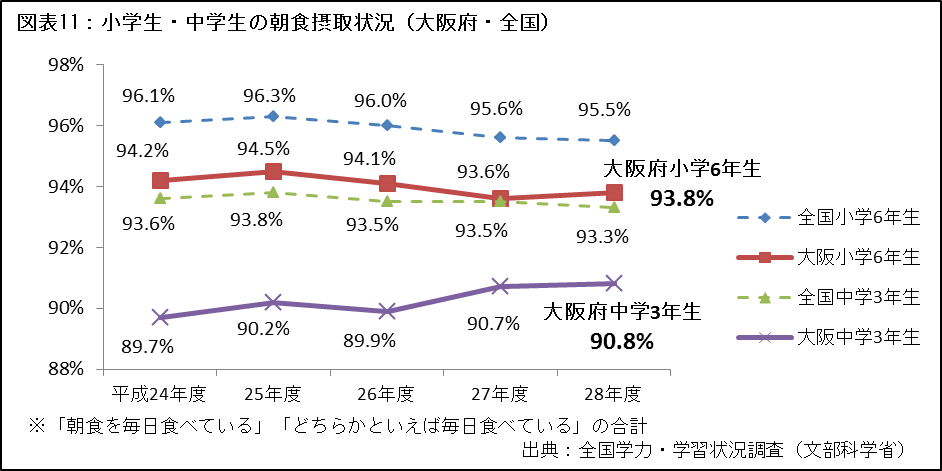 図表11：小学生・中学生の朝食摂取状況（大阪府・全国）
98%
96%
94%
92%
90%
88%
96.1%
96.3%
96.0%
95.6%
95.5%
94.2%
94.5%
94.1%
93.6%
大阪府小学6年生
93.8%
93.6%
93.8%
93.5%
93.5%
93.3%
89.7%
90.2%
89.9%
90.7%
大阪府中学3年生
90.8%
全国小学6年生
大阪小学6年生
全国中学3年生
大阪中学3年生
平成24年度 25年度 26年度 27年度 28年度
※「朝食を毎日食べている」「どちらかといえば毎日食べている」の合計
出典：全国学力・学習状況調査（文部科学省）